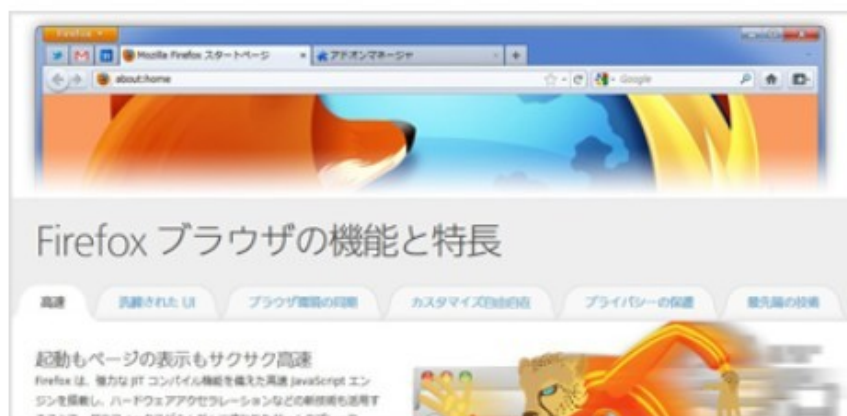 Firefox
Mozilla Firefox スタートページ
アドオンマネージャ
about:home
Google
Firefox ブラウザの機能と特長
高速
洗練された UI
ブラウザ環境の同期
カスタマイズ自由自在
プライバシーの保護
最先端の技術
起動もページの表示もサクサク高速
Firefox は、強力な JIT コンパイル機能を備えた高速 JavaScript エン
ジンを搭載し、ハードウェアアクセラレーションなどの新技術も活用す